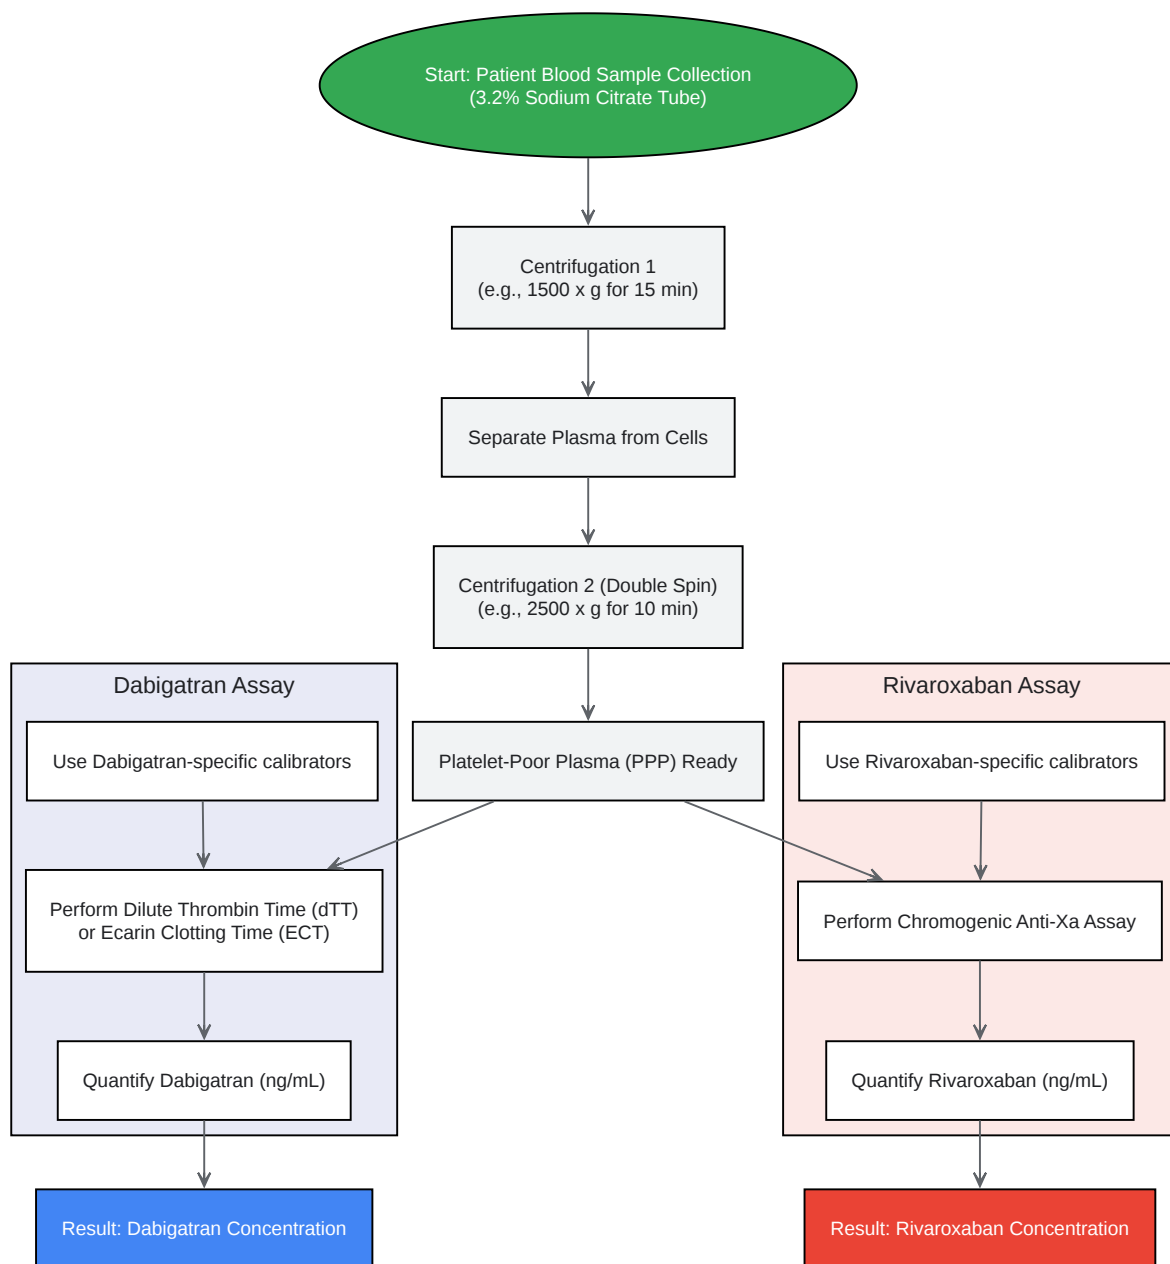 Start: Patient Blood Sample Collection
(3.2% Sodium Citrate Tube)
Centrifugation 1
(e.g., 1500 x g for 15 min)
Separate Plasma from Cells
Centrifugation 2 (Double Spin)
(e.g., 2500 x g for 10 min)
Platelet-Poor Plasma (PPP) Ready
Dabigatran Assay
Use Dabigatran-specific calibrators
Perform Dilute Thrombin Time (dTT)
or Ecarin Clotting Time (ECT)
Quantify Dabigatran (ng/mL)
Result: Dabigatran Concentration
Rivaroxaban Assay
Use Rivaroxaban-specific calibrators
Perform Chromogenic Anti-Xa Assay
Quantify Rivaroxaban (ng/mL)
Result: Rivaroxaban Concentration